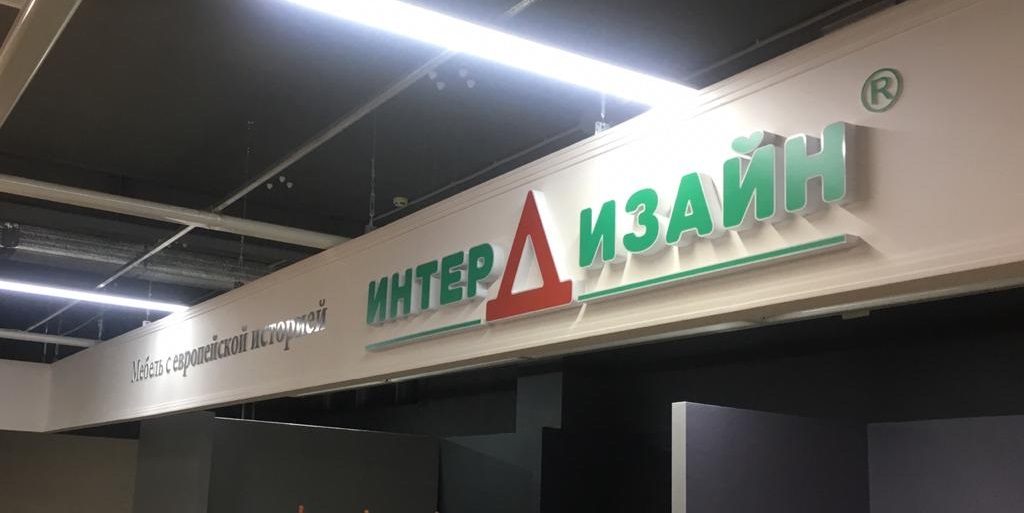 Мебель с европейской историей
ИНТЕРДИЗАЙН®